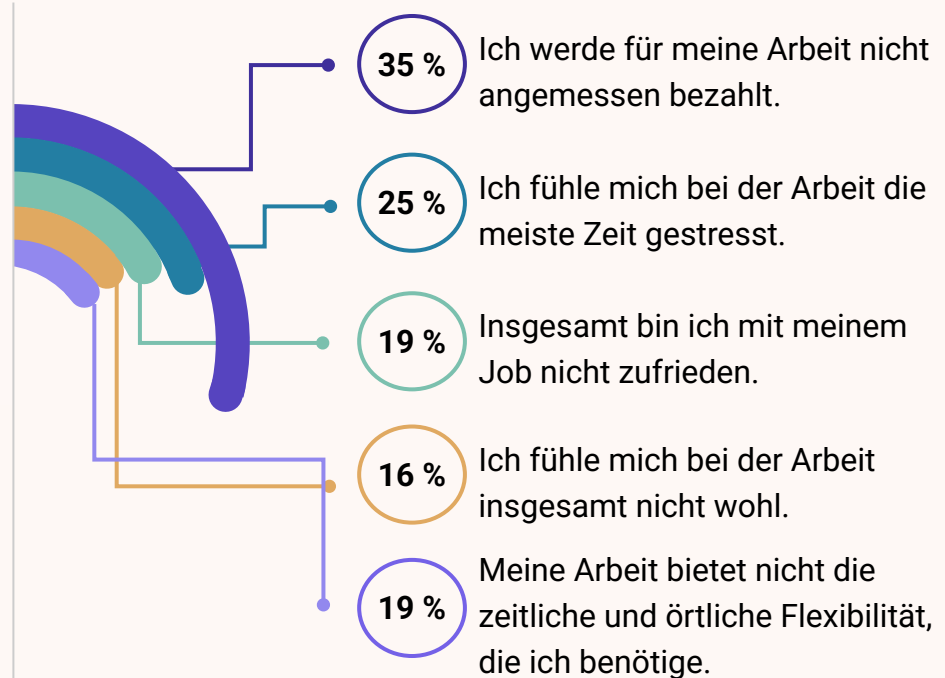 35 %
Ich werde für meine Arbeit nicht
angemessen bezahlt.
25 %
Ich fühle mich bei der Arbeit die
meiste Zeit gestresst.
19 %
Insgesamt bin ich mit meinem
Job nicht zufrieden.
16 %
Ich fühle mich bei der Arbeit
insgesamt nicht wohl.
19 %
Meine Arbeit bietet nicht die
zeitliche und örtliche Flexibilität,
die ich benötige.